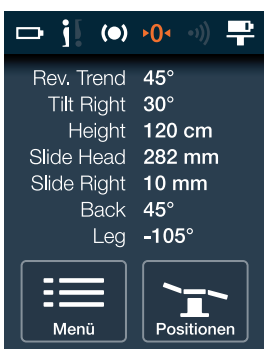 ▸0◂
Rev. Trend 45°
Tilt Right 30°
Height 120 cm
Slide Head 282 mm
Slide Right 10 mm
Back 45°
Leg -105°
Menü Positionen